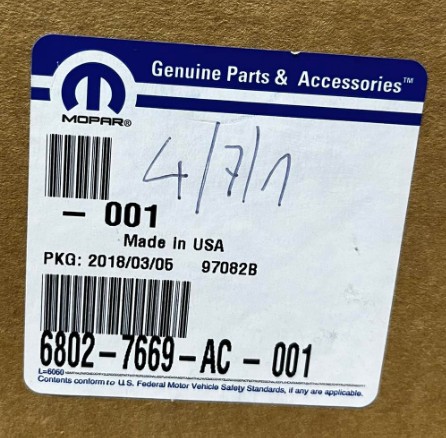 Genuine Parts & Accessories™
MOPAR®
4/7/1
- 001
Made in USA
PKG: 2018/03/05 97082B
6802-7669-AC-001
L=6060
Contents conform to U.S. Federal Motor Vehicle Safety Standards, if any are applicable.